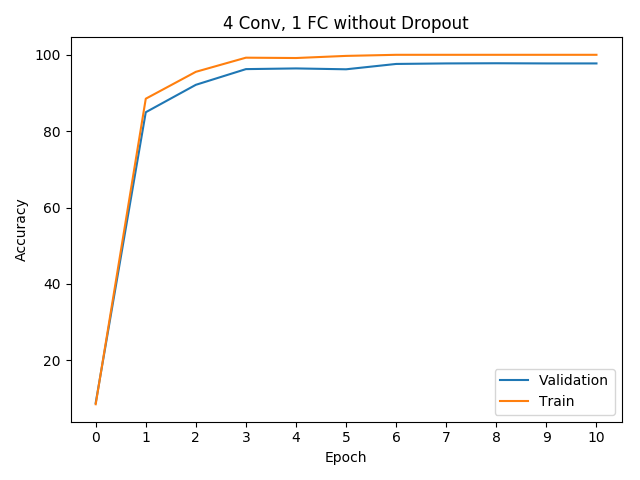 4 Conv, 1 FC without Dropout
Accuracy
100
80
60
40
20
0 1 2 3 4 5 6 7 8 9 10
Epoch
Validation
Train